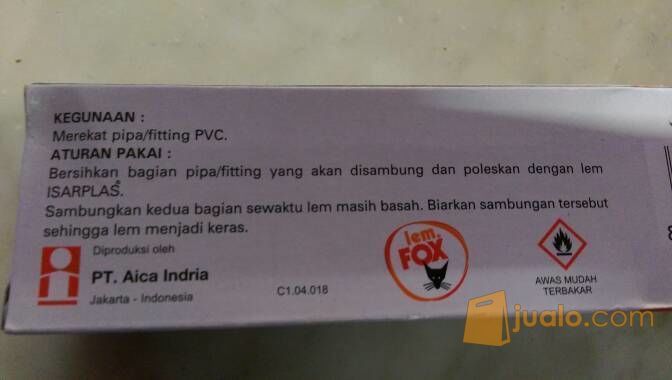 KEGUNAAN :
Merekat pipa/fitting PVC.
ATURAN PAKAI :
Bersihkan bagian pipa/fitting yang akan disambung dan poleskan dengan lem
ISARPLAS®.
Sambungkan kedua bagian sewaktu lem masih basah. Biarkan sambungan tersebut
sehingga lem menjadi keras.
Diproduksi oleh
PT. Aica Indria
Jakarta - Indonesia
C1.04.018
lem
FOX
AWAS MUDAH
TERBAKAR
jualo.com